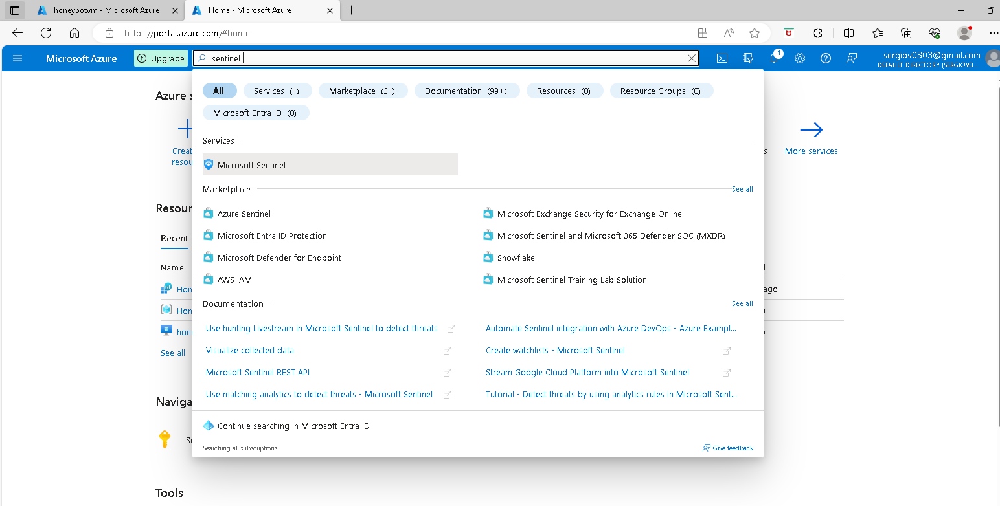 honeypotvm - Microsoft Azure
Home - Microsoft Azure
https://portal.azure.com/#home
Microsoft Azure
Upgrade
sentinel
1
sergiov0303@gmail.com
DEFAULT DIRECTORY (SERGIOV0...
All
Services (1)
Marketplace (31)
Documentation (99+)
Resources (0)
Resource Groups (0)
Microsoft Entra ID (0)
Azure s
Creat
resou
s
More services
Services
Microsoft Sentinel
Marketplace
See all
Azure Sentinel
Microsoft Exchange Security for Exchange Online
Microsoft Entra ID Protection
Microsoft Sentinel and Microsoft 365 Defender SOC (MXDR)
Microsoft Defender for Endpoint
Snowflake
AWS IAM
Microsoft Sentinel Training Lab Solution
Resour
Recent
Name
Hon
ago
Hon
hone
See all
Documentation
See all
Use hunting Livestream in Microsoft Sentinel to detect threats
Automate Sentinel integration with Azure DevOps - Azure Exampl...
Visualize collected data
Create watchlists - Microsoft Sentinel
Microsoft Sentinel REST API
Stream Google Cloud Platform into Microsoft Sentinel
Use matching analytics to detect threats - Microsoft Sentinel
Tutorial - Detect threats by using analytics rules in Microsoft Sent...
Naviga
Su
Continue searching in Microsoft Entra ID
Searching all subscriptions.
Give feedback
Tools